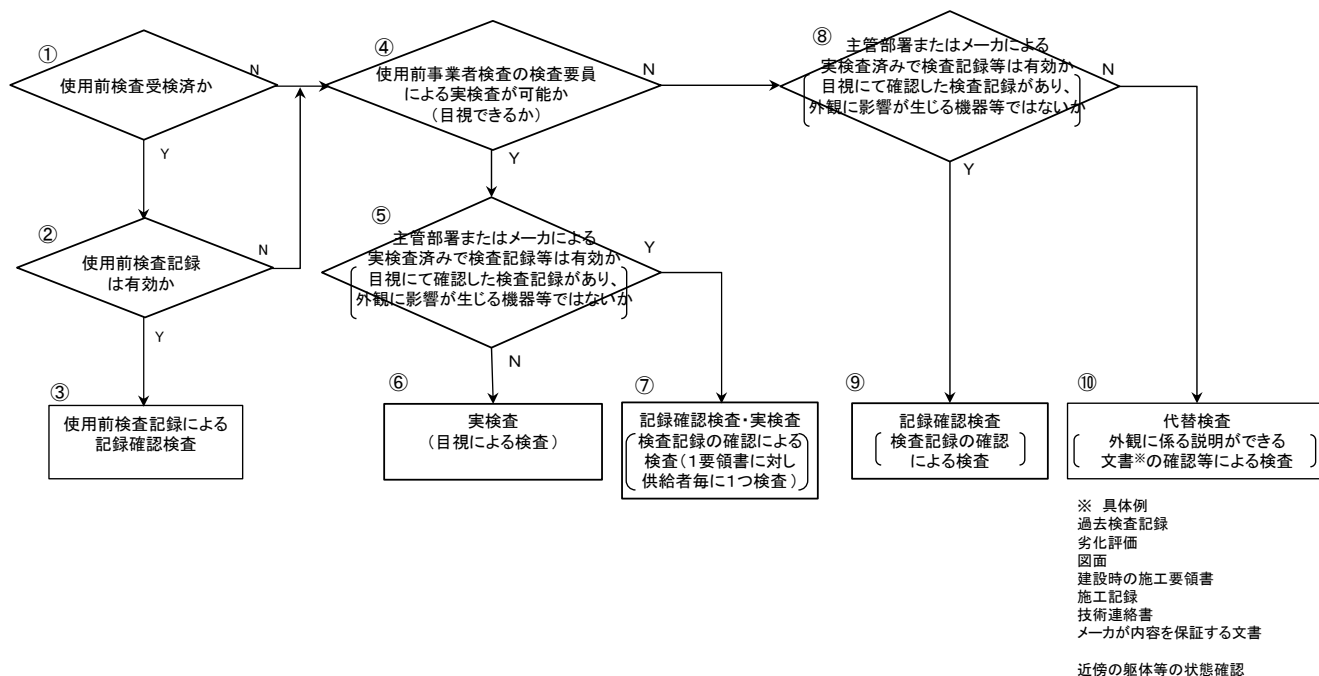 ①
使用前検査受検済か
N
Y
②
使用前検査記録
は有効か
N
Y
③
使用前検査記録による
記録確認検査
④
使用前事業者検査の検査要員
による実検査が可能か
(目視できるか)
N
Y
⑤
主管部署またはメーカによる
実検査済みで検査記録等は有効か
目視にて確認した検査記録があり、
外観に影響が生じる機器等ではないか
Y
N
⑥
実検査
(目視による検査)
⑦
記録確認検査・実検査
検査記録の確認による
検査(1要領書に対し
供給者毎に1つ検査)
⑧
主管部署またはメーカによる
実検査済みで検査記録等は有効か
目視にて確認した検査記録があり、
外観に影響が生じる機器等ではないか
N
Y
⑨
記録確認検査
検査記録の確認
による検査
⑩
代替検査
外観に係る説明ができる
文書※の確認等による検査
※ 具体例
過去検査記録
劣化評価
図面
建設時の施工要領書
施工記録
技術連絡書
メーカが内容を保証する文書
近傍の躯体等の状態確認